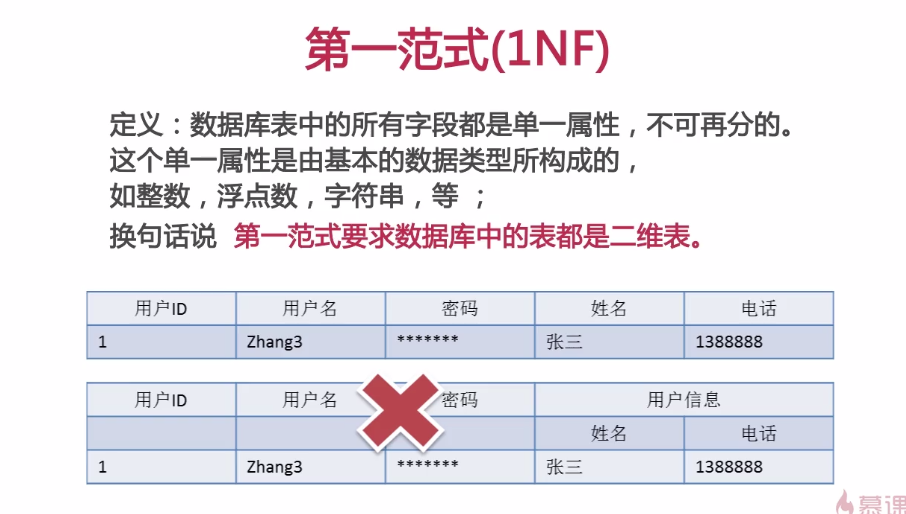 第一范式(1NF)
定义：数据库表中的所有字段都是单一属性，不可再分的。
这个单一属性是由基本的数据类型所构成的，
如整数，浮点数，字符串，等 ；
换句话说 第一范式要求数据库中的表都是二维表。
用户ID 用户名 密码 姓名 电话
1 Zhang3 ******* 张三 1388888
用户ID 用户名 密码 用户信息
姓名 电话
1 Zhang3 ******* 张三 1388888
慕课